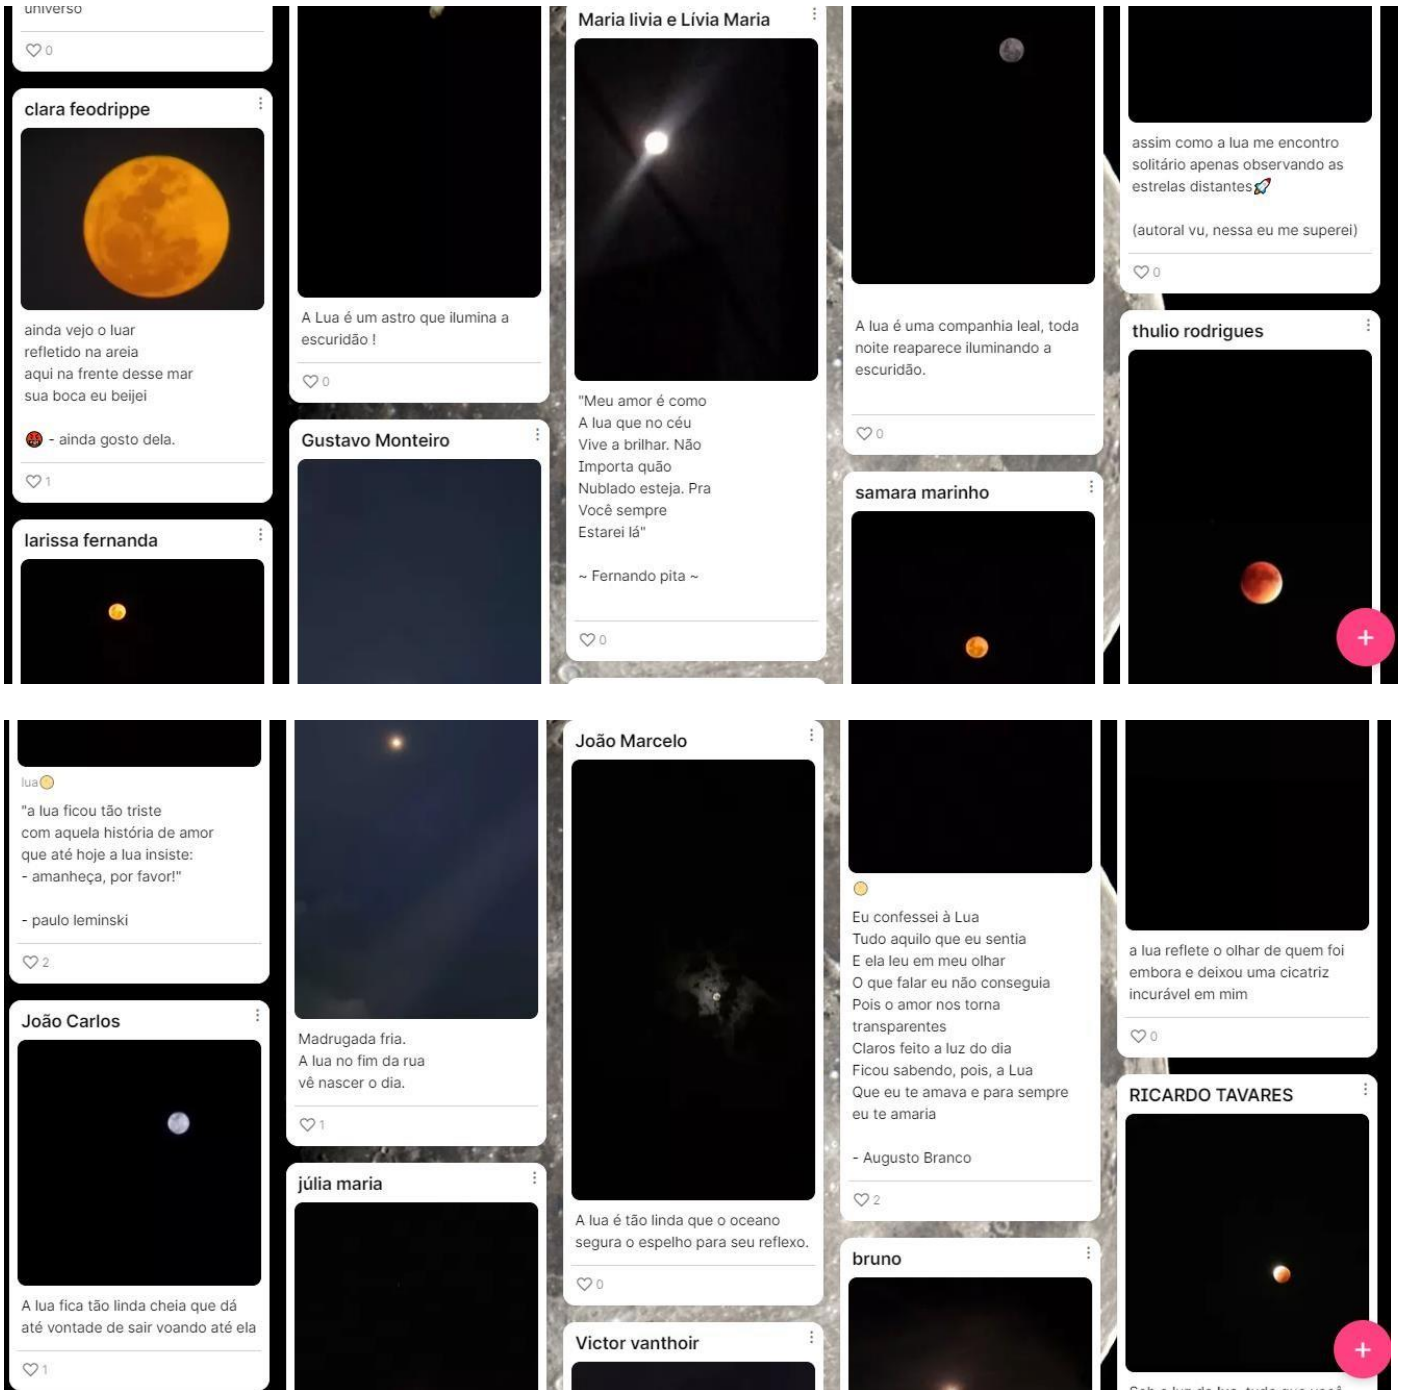 universo
0
clara feodrippe
ainda vejo o luar
refletido na areia
aqui na frente desse mar
sua boca eu beijei
- ainda gosto dela.
1
larissa fernanda
A Lua é um astro que ilumina a
escuridão !
0
Gustavo Monteiro
Maria livia e Lívia Maria
"Meu amor é como
A lua que no céu
Vive a brilhar. Não
Importa quão
Nublado esteja. Pra
Você sempre
Estarei lá"
~ Fernando pita ~
0
A lua é uma companhia leal, toda
noite reaparece iluminando a
escuridão.
0
samara marinho
assim como a lua me encontro
solitário apenas observando as
estrelas distantes🚀
(autoral vu, nessa eu me superei)
0
thulio rodrigues
lua
"a lua ficou tão triste
com aquela história de amor
que até hoje a lua insiste:
- amanheça, por favor!"
- paulo leminski
2
João Carlos
A lua fica tão linda cheia que dá
até vontade de sair voando até ela
1
Madrugada fria.
A lua no fim da rua
vê nascer o dia.
1
júlia maria
João Marcelo
A lua é tão linda que o oceano
segura o espelho para seu reflexo.
0
Victor vanthoir
Eu confessei à Lua
Tudo aquilo que eu sentia
E ela leu em meu olhar
O que falar eu não conseguia
Pois o amor nos torna
transparentes
Claros feito a luz do dia
Ficou sabendo, pois, a Lua
Que eu te amava e para sempre
eu te amaria
- Augusto Branco
2
bruno
a lua reflete o olhar de quem foi
embora e deixou uma cicatriz
incurável em mim
0
RICARDO TAVARES